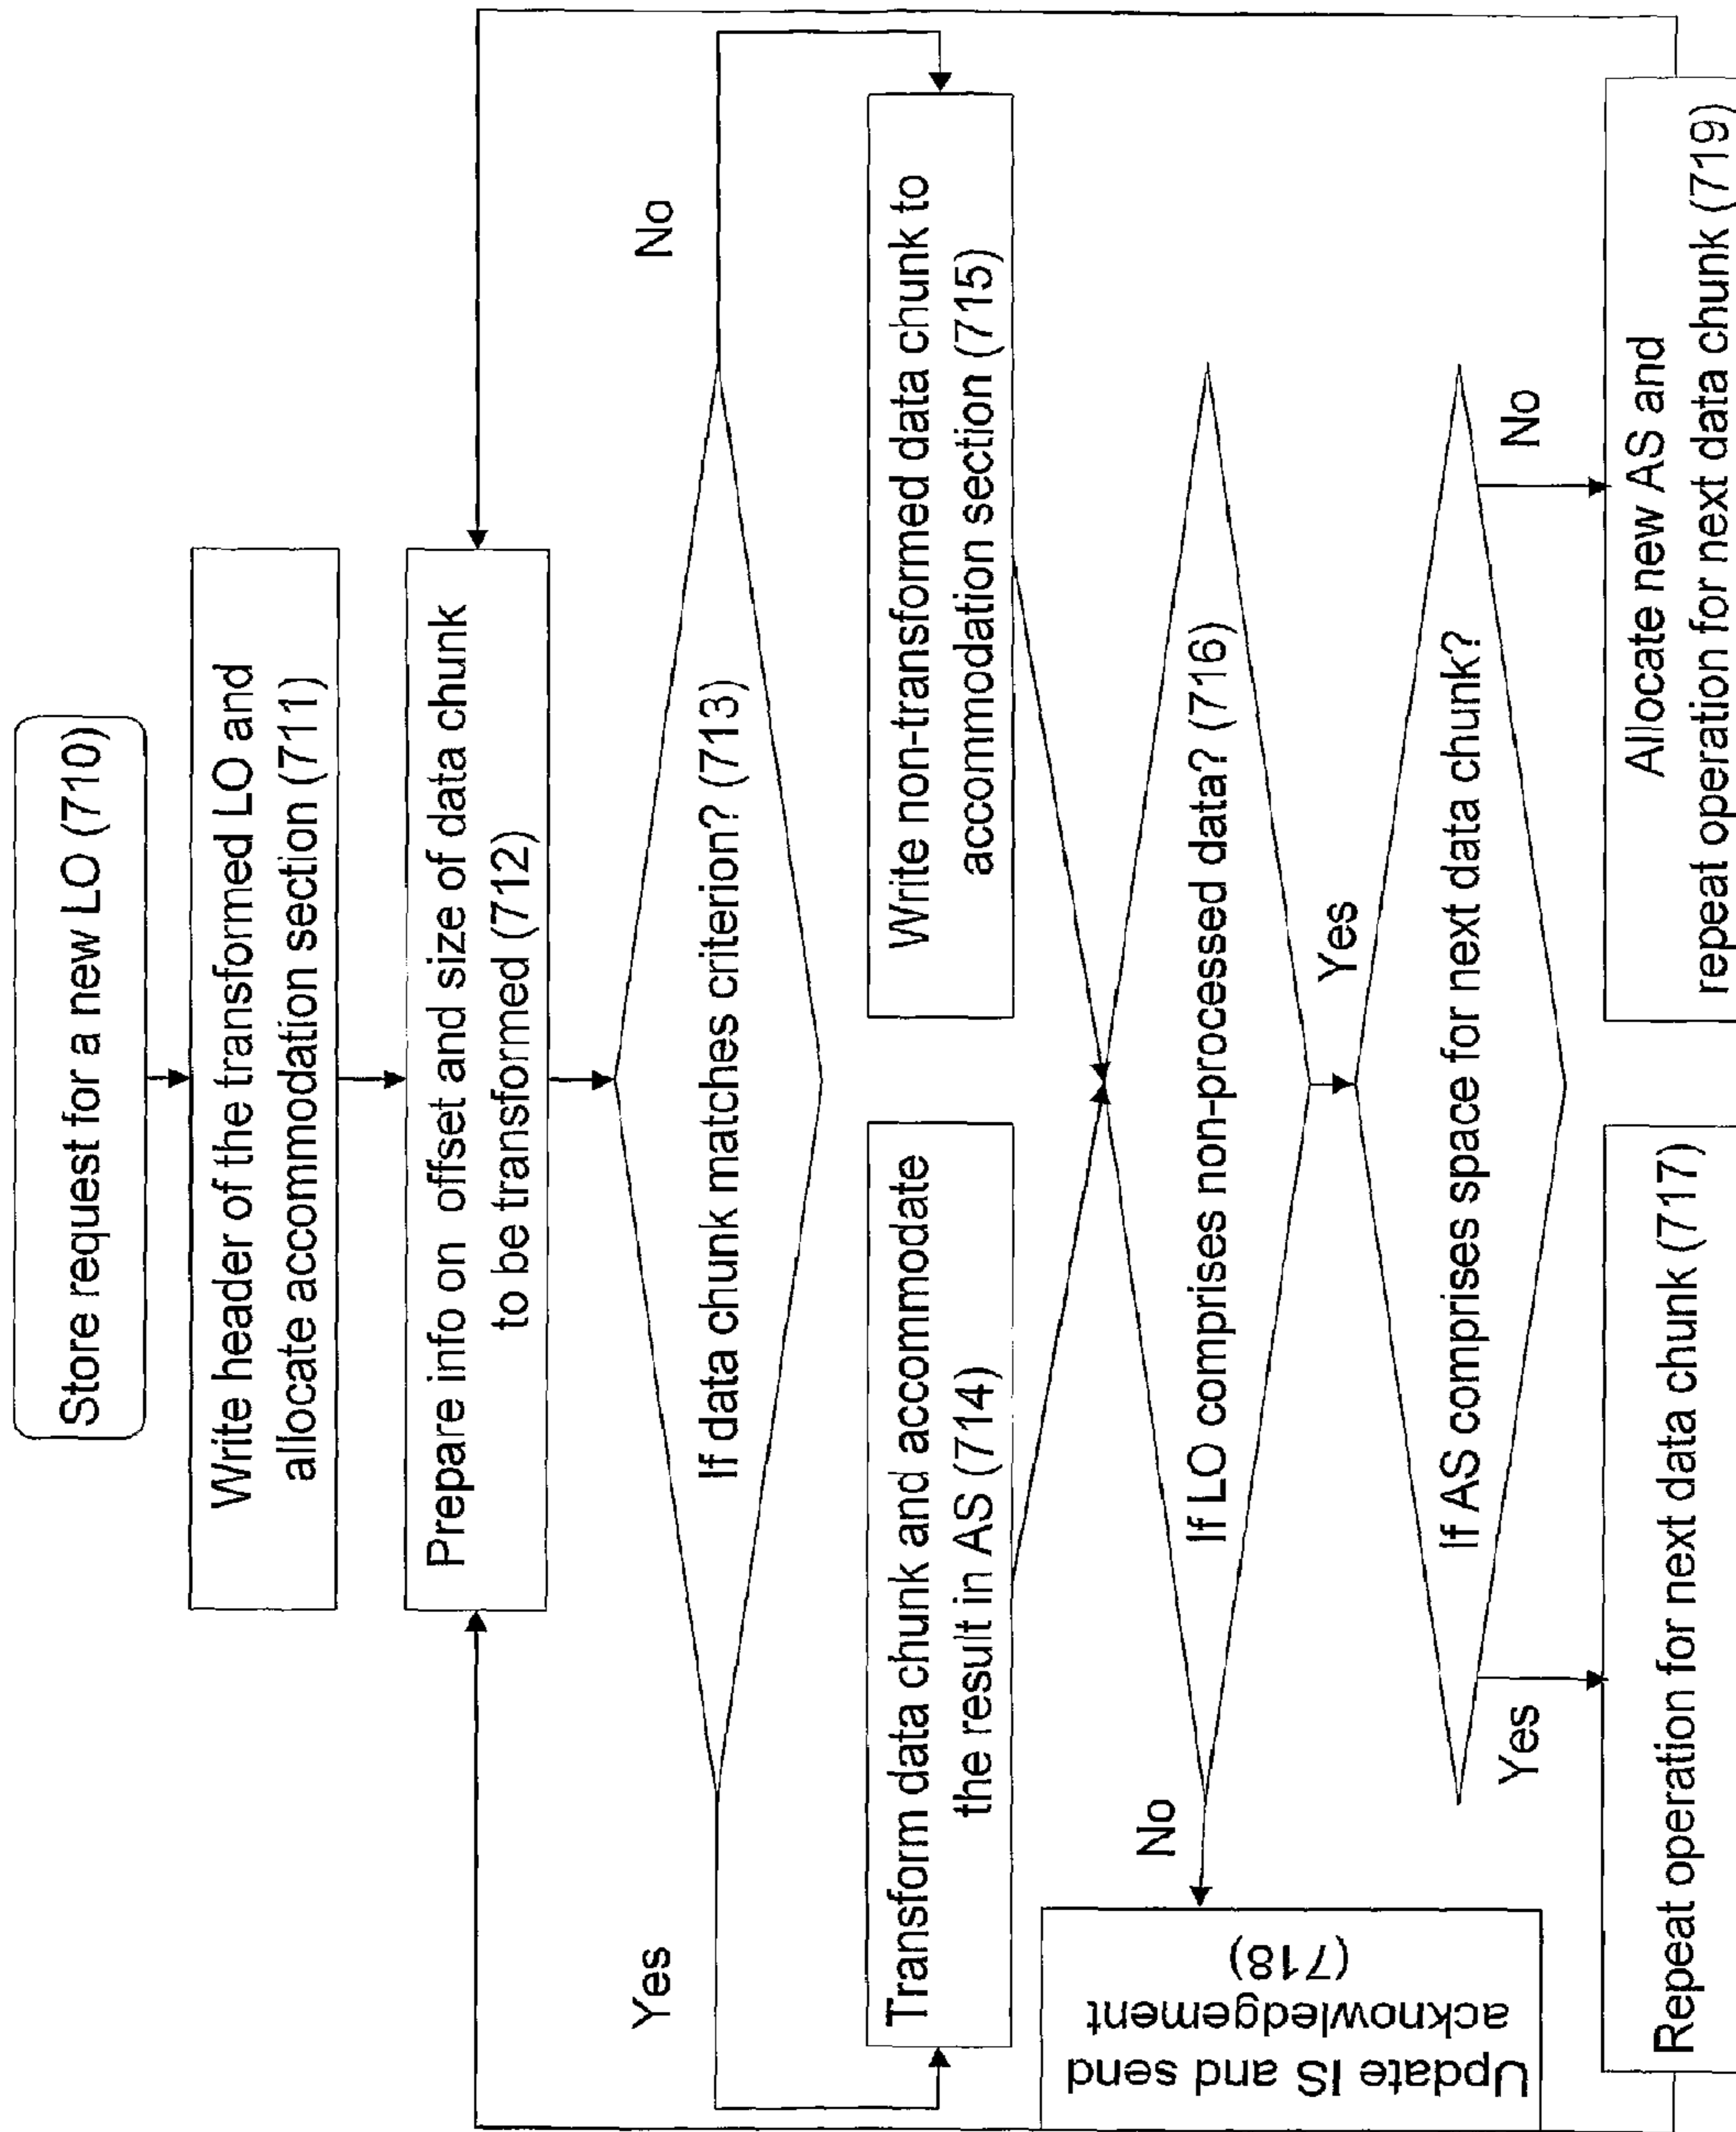 Store request for a new LO (710)
Write header of the transformed LO and
allocate accommodation section (711)
Prepare info on offset and size of data chunk
to be transformed (712)
If data chunk matches criterion? (713)
Yes
No
Transform data chunk and accommodate
the result in AS (714)
Write non-transformed data chunk to
accommodation section (715)
If LO comprises non-processed data? (716)
No
Yes
Update IS and send
acknowledgement
(718)
If AS comprises space for next data chunk?
Yes
No
Repeat operation for next data chunk (717)
Allocate new AS and
repeat operation for next data chunk (719)